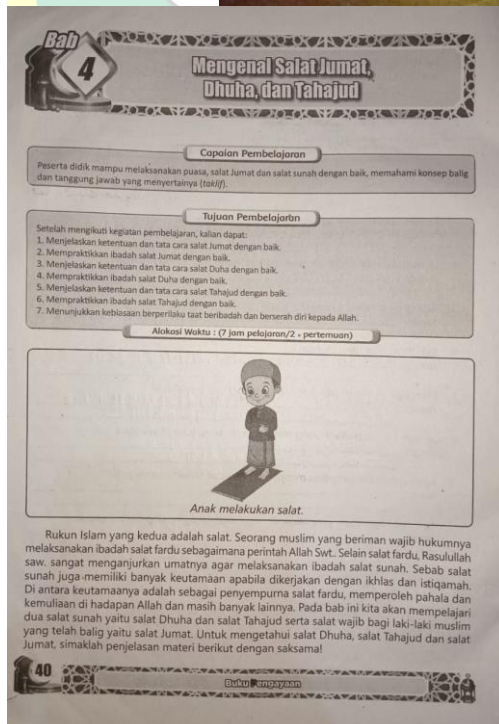 Bab
4
Mengenal Salat Jumat,
Dhuha, dan Tahajud
Capaian Pembelajaran
Peserta didik mampu melaksanakan puasa, salat Jumat dan salat sunah dengan baik, memahami konsep balig
dan tanggung jawab yang menyertainya (taklif).
Tujuan Pembelajaran
Setelah mengikuti kegiatan pembelajaran, kalian dapat:
1. Menjelaskan ketentuan dan tata cara salat Jumat dengan baik.
2. Mempraktikkan ibadah salat Jumat dengan baik.
3. Menjelaskan ketentuan dan tata cara salat Duha dengan baik.
4. Mempraktikkan ibadah salat Duha dengan baik.
5. Menjelaskan ketentuan dan tata cara salat Tahajud dengan baik.
6. Mempraktikkan ibadah salat Tahajud dengan baik.
7. Menunjukkan kebiasaan berperilaku taat beribadah dan berserah diri kepada Allah.
Alokasi Waktu : (7 jam pelajaran/2 × pertemuan)
Anak melakukan salat.
Rukun Islam yang kedua adalah salat. Seorang muslim yang beriman wajib hukumnya
melaksanakan ibadah salat fardu sebagaimana perintah Allah Swt.. Selain salat fardu, Rasulullah
saw. sangat menganjurkan umatnya agar melaksanakan ibadah salat sunah. Sebab salat
sunah juga memiliki banyak keutamaan apabila dikerjakan dengan ikhlas dan istiqamah.
Di antara keutamaanya adalah sebagai penyempurna salat fardu, memperoleh pahala dan
kemuliaan di hadapan Allah dan masih banyak lainnya. Pada bab ini kita akan mempelajari
dua salat sunah yaitu salat Dhuha dan salat Tahajud serta salat wajib bagi laki-laki muslim
yang telah balig yaitu salat Jumat. Untuk mengetahui salat Dhuha, salat Tahajud dan salat
Jumat, simaklah penjelasan materi berikut dengan saksama!
40
Buku Pengayaan